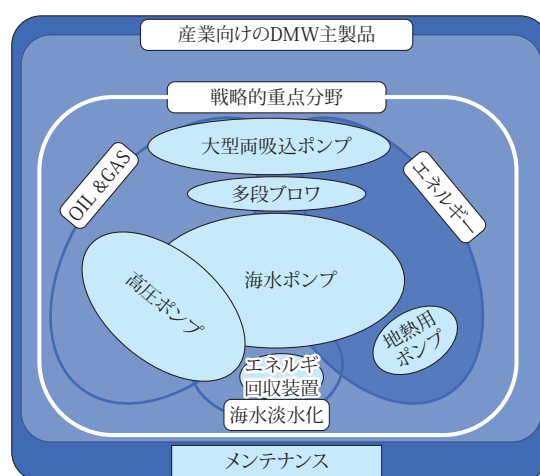 産業向けのDMW主製品
戦略的重点分野
大型両吸込ポンプ
OIL &GAS
エネルギー
多段ブロワ
海水ポンプ
高圧ポンプ
地熱用
ポンプ
エネルギ
回収装置
海水淡水化
メンテナンス